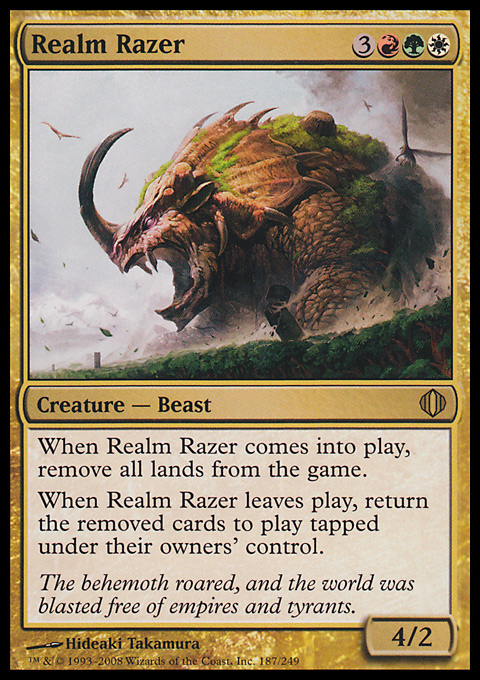 Realm Razer
3
Creature — Beast
When Realm Razer comes into play,
remove all lands from the game.
When Realm Razer leaves play, return
the removed cards to play tapped
under their owners' control.
The behemoth roared, and the world was
blasted free of empires and tyrants.
Hideaki Takamura
4/2
™ & © 1993–2008 Wizards of the Coast, Inc. 187/249